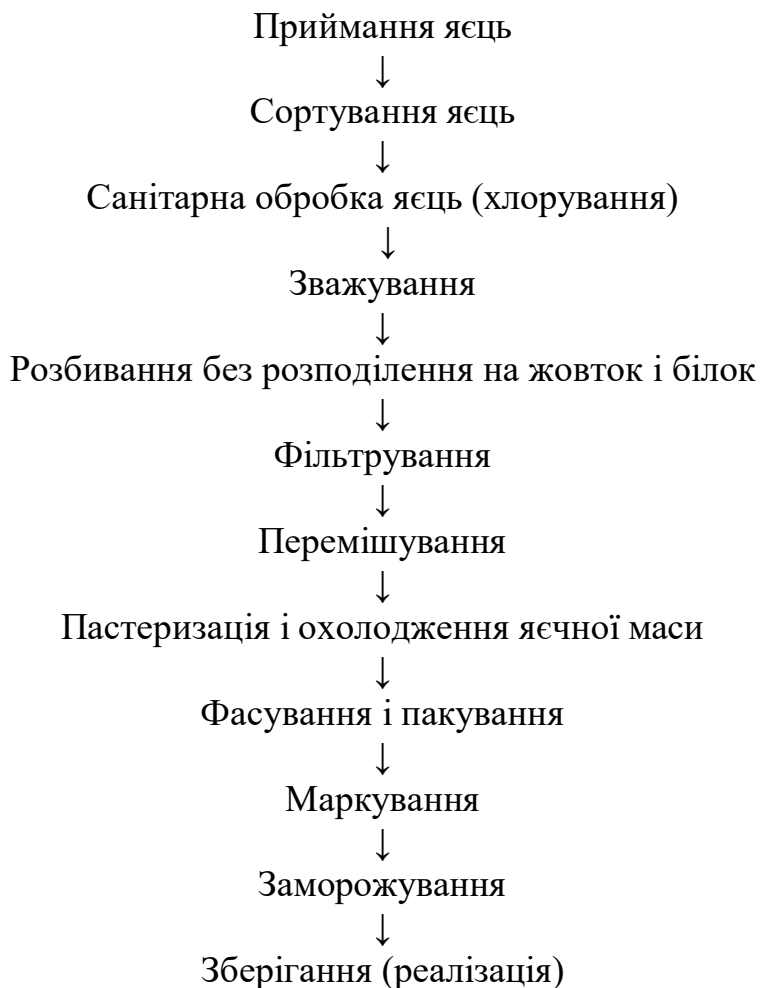 Приймання яєць
↓
Сортування яєць
↓
Санітарна обробка яєць (хлорування)
↓
Зважування
↓
Розбивання без розподілення на жовток і білок
↓
Фільтрування
↓
Перемішування
↓
Пастеризація і охолодження яєчної маси
↓
Фасування і пакування
↓
Маркування
↓
Заморожування
↓
Зберігання (реалізація)